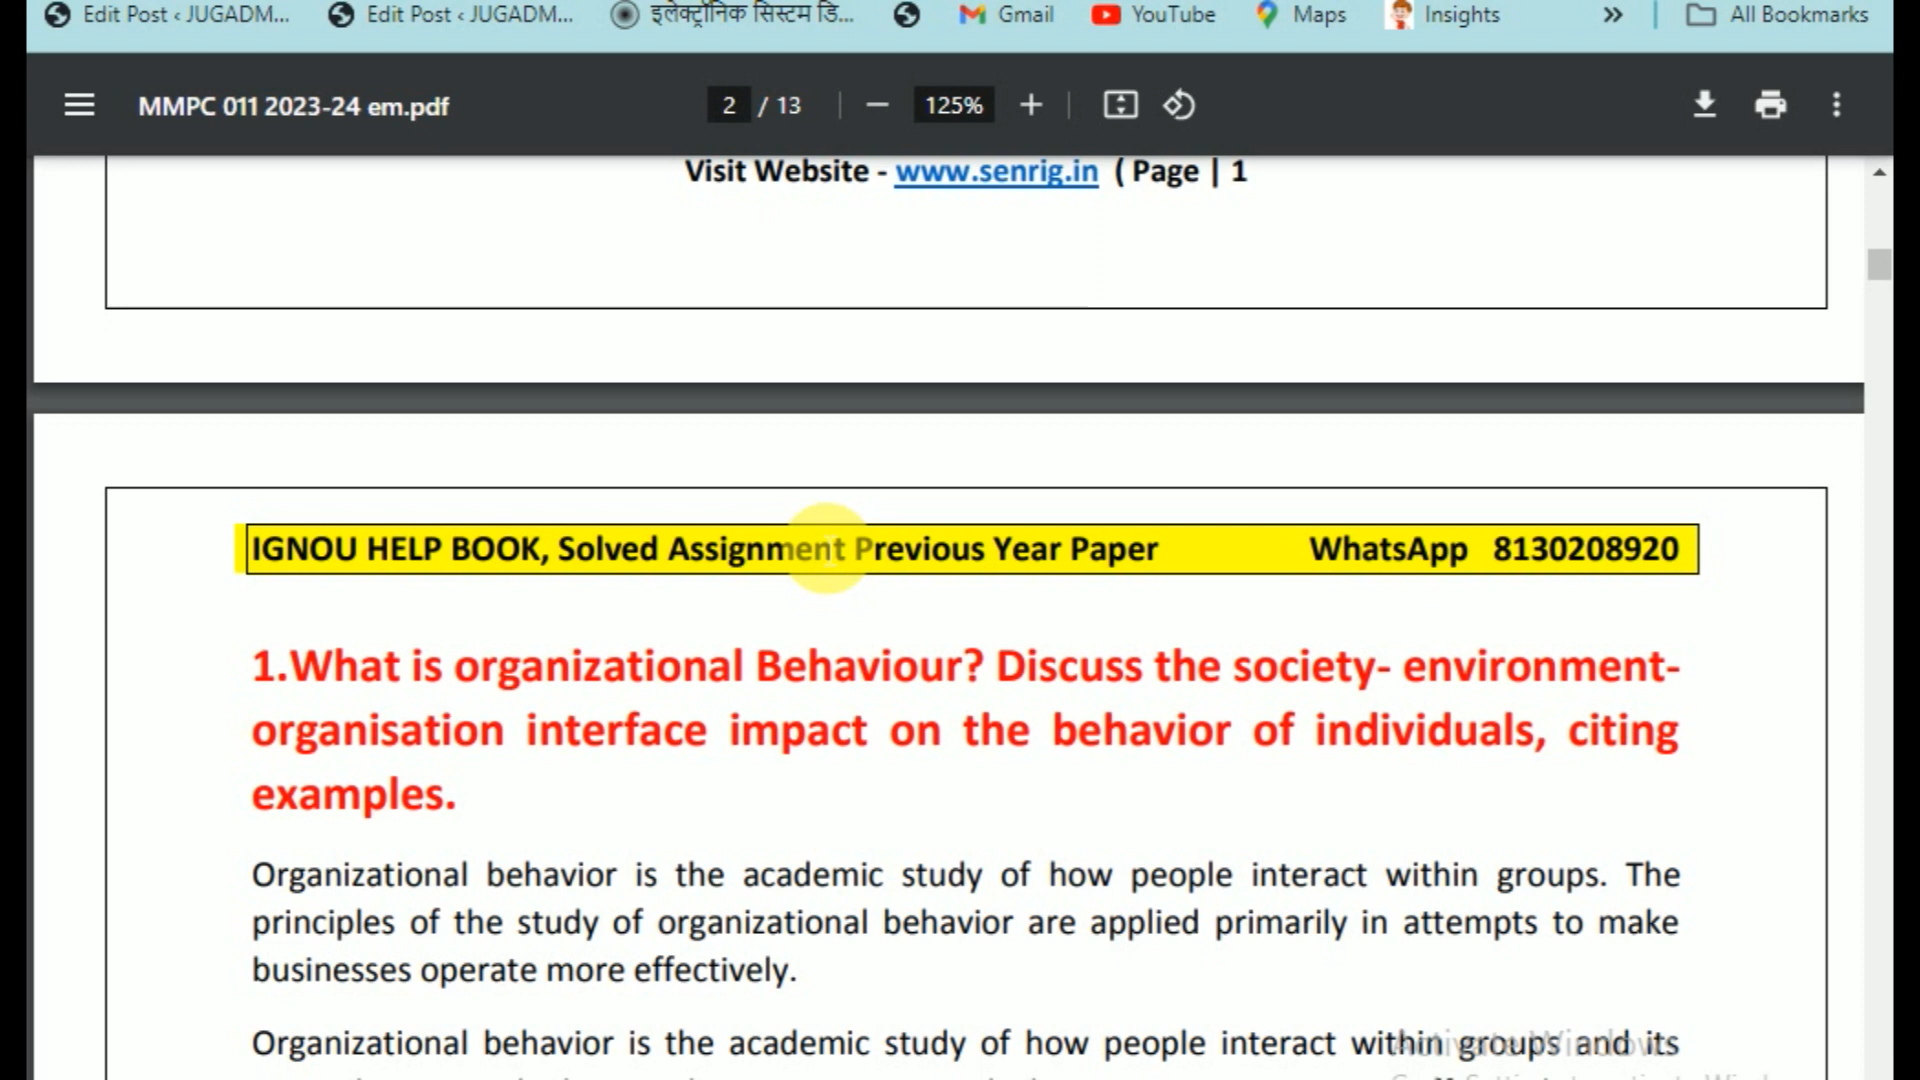 Edit Post ‹ JUGADM... Edit Post ‹ JUGADM... इलेक्ट्रॉनिक सिस्टम डि... Gmail YouTube Maps Insights » All Bookmarks
MMPC 011 2023-24 em.pdf 2 / 13 125%
Visit Website - www.senrig.in ( Page | 1
IGNOU HELP BOOK, Solved Assignment Previous Year Paper WhatsApp 8130208920
1.What is organizational Behaviour? Discuss the society- environment-
organisation interface impact on the behavior of individuals, citing
examples.
Organizational behavior is the academic study of how people interact within groups. The
principles of the study of organizational behavior are applied primarily in attempts to make
businesses operate more effectively.
Organizational behavior is the academic study of how people interact within groups and its
Activate Windows